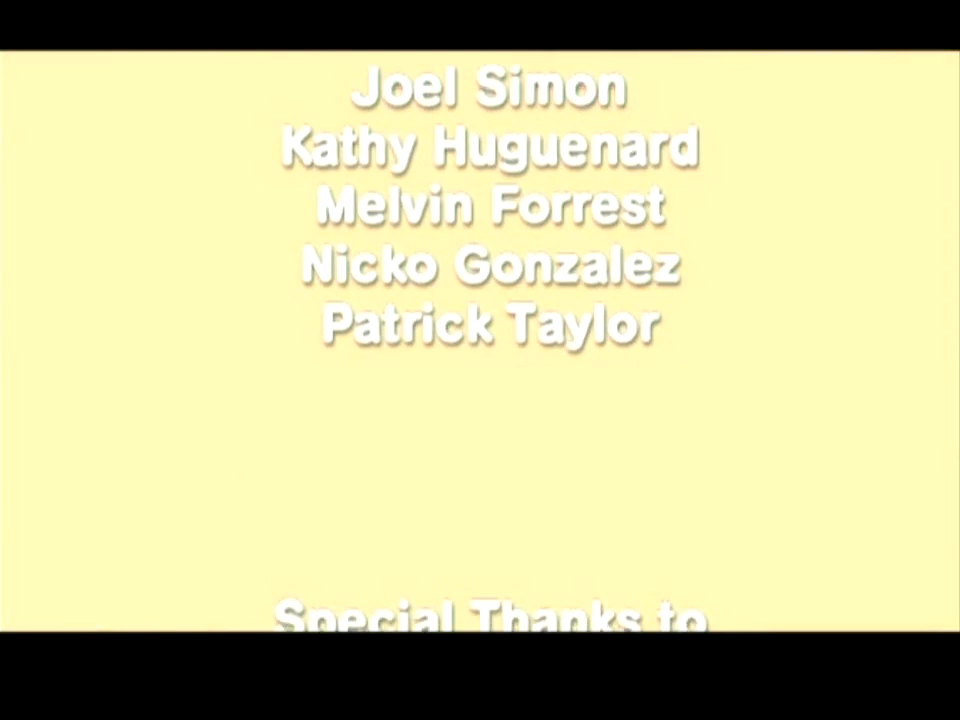 Joel Simon
Kathy Huguenard
Melvin Forrest
Nicko Gonzalez
Patrick Taylor
Special Thanks to